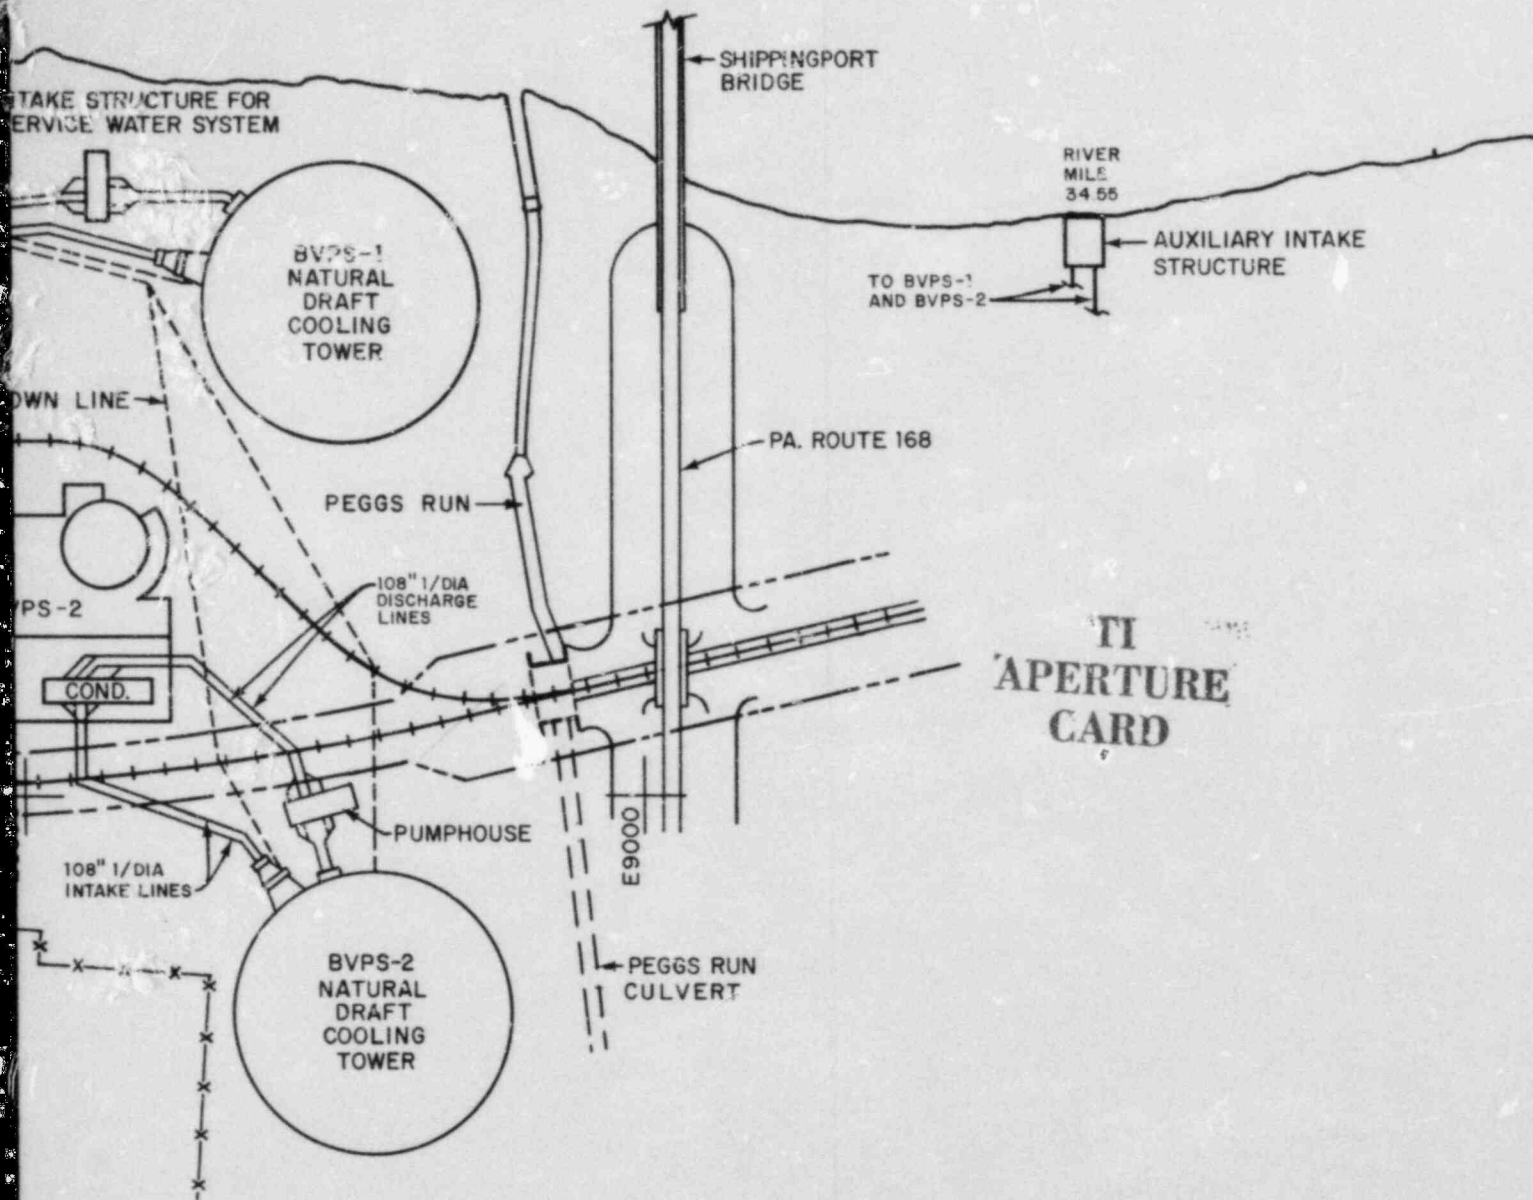 SHIPPINGPORT
BRIDGE
TAKE STRUCTURE FOR
ERVICE WATER SYSTEM
RIVER
MILE
34.55
AUXILIARY INTAKE
STRUCTURE
TO BVPS-1
AND BVPS-2
BVPS-1
NATURAL
DRAFT
COOLING
TOWER
OWN LINE
PA. ROUTE 168
PEGGS RUN
108" I/DIA
DISCHARGE
LINES
VPS-2
COND.
TI
APERTURE
CARD
PUMPHOUSE
E9000
108" I/DIA
INTAKE LINES
BVPS-2
NATURAL
DRAFT
COOLING
TOWER
PEGGS RUN
CULVERT